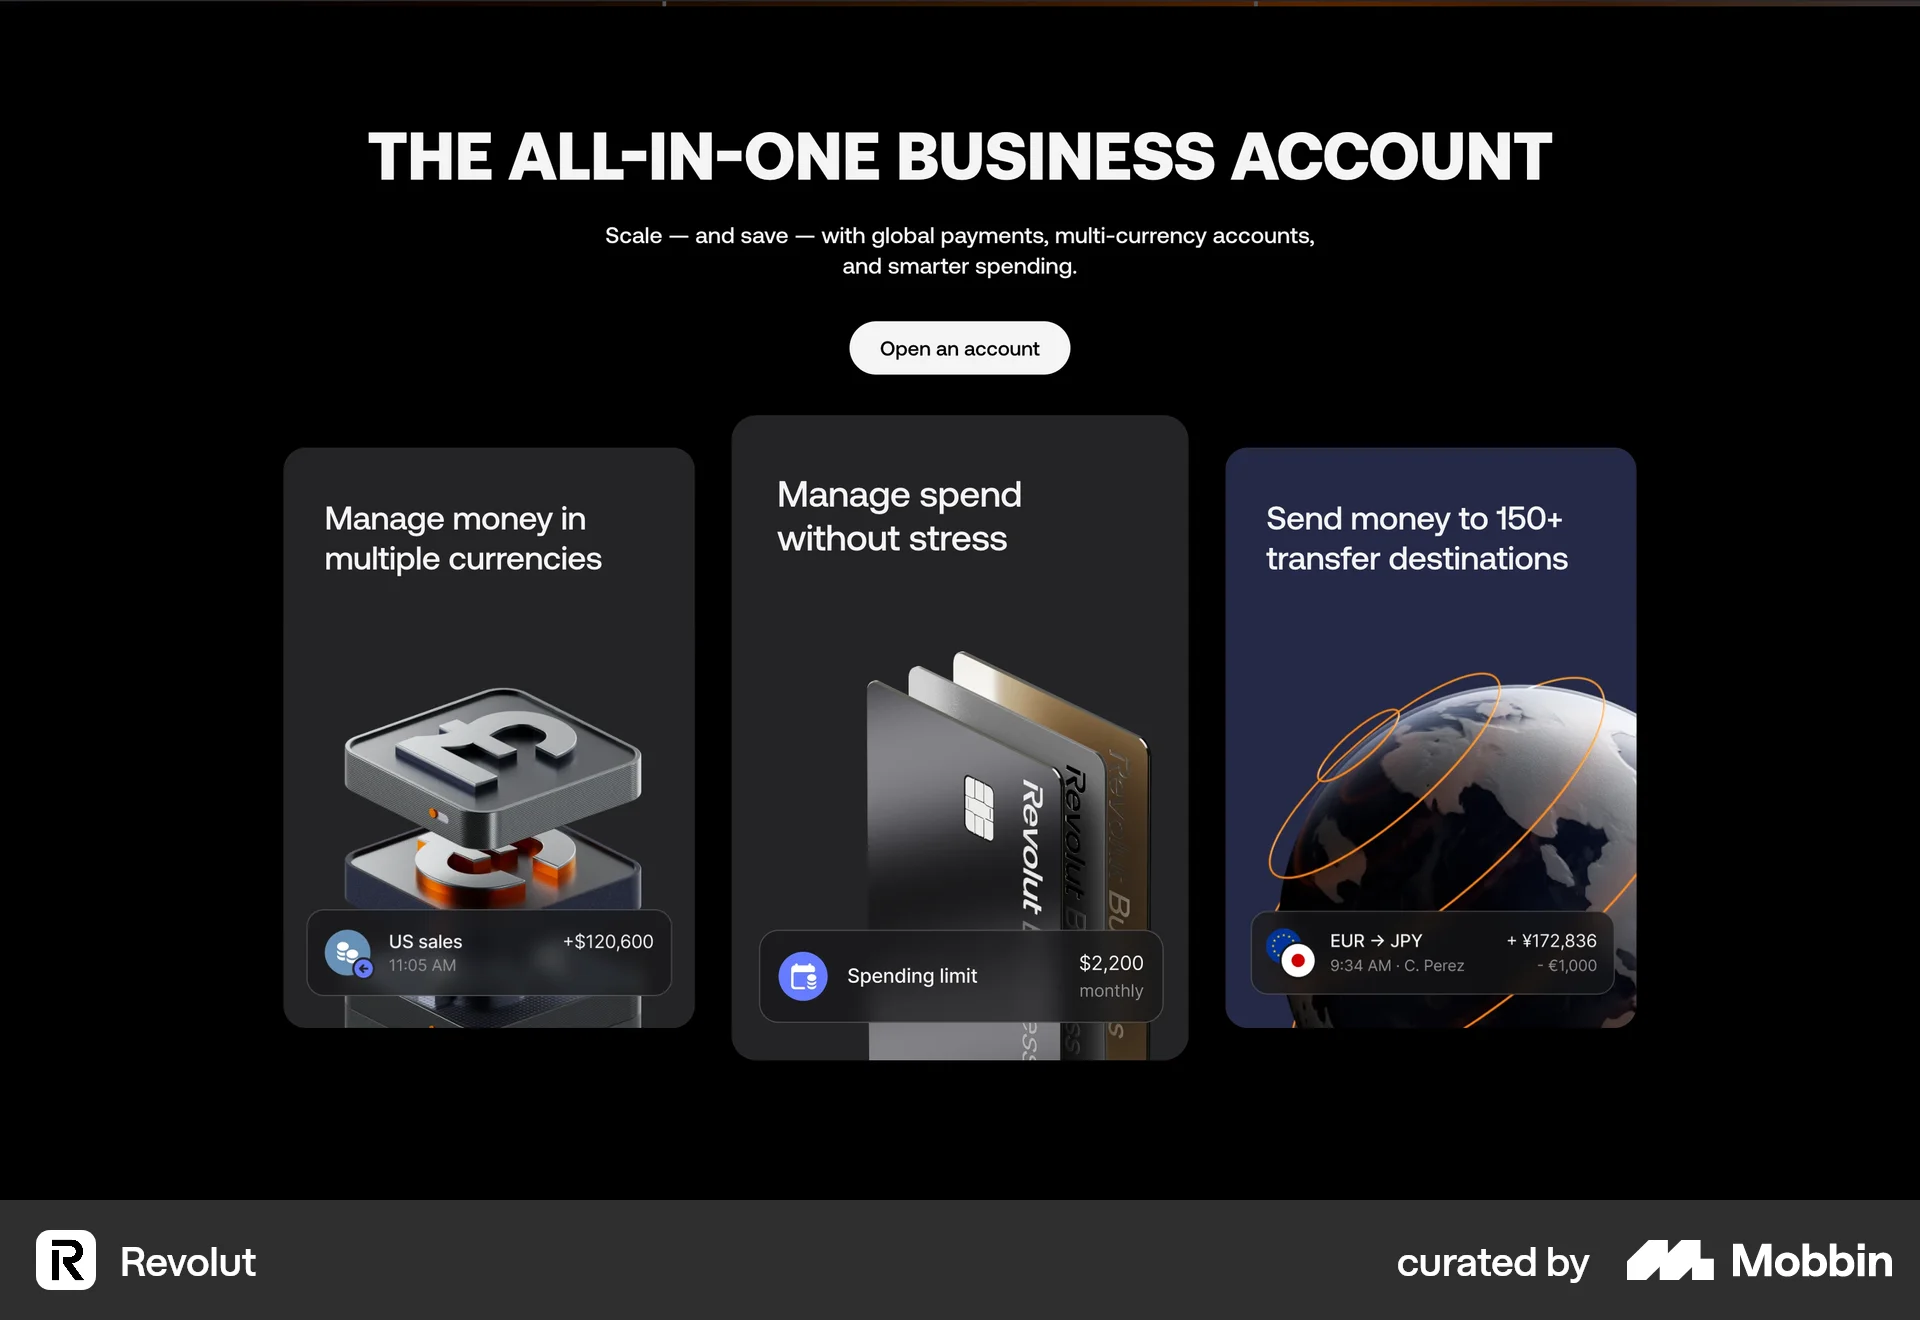 THE ALL-IN-ONE BUSINESS ACCOUNT
Scale — and save — with global payments, multi-currency accounts,
and smarter spending.
Open an account
Manage money in
multiple currencies
£
€
US sales
+$120,600
11:05 AM
Manage spend
without stress
Revolut
Revolut
Revolut Bu
Spending limit
$2,200
monthly
Send money to 150+
transfer destinations
EUR → JPY
+ ¥172,836
9:34 AM · C. Perez
- €1,000
R
Revolut
curated by
Mobbin